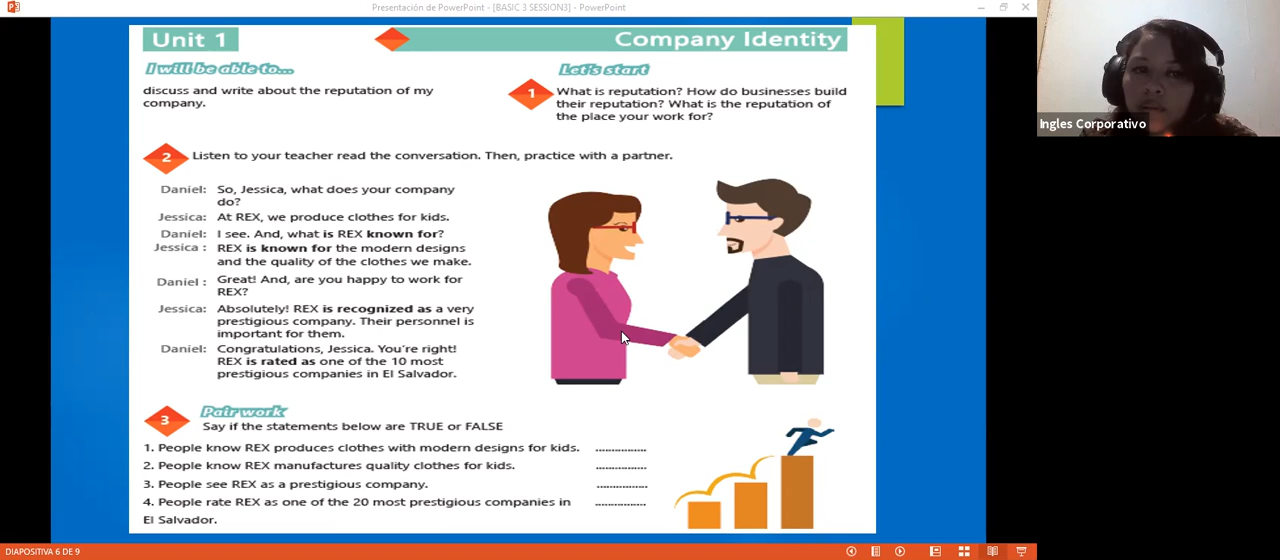 Presentación de PowerPoint - [BASIC 3 SESSION3] - PowerPoint
Unit 1
Company Identity
I will be able to...
discuss and write about the reputation of my
company.
Let's start
1
What is reputation? How do businesses build
their reputation? What is the reputation of
the place your work for?
Ingles Corporativo
2
Listen to your teacher read the conversation. Then, practice with a partner.
Daniel: So, Jessica, what does your company
do?
Jessica: At REX, we produce clothes for kids.
Daniel: I see. And, what is REX known for?
Jessica : REX is known for the modern designs
and the quality of the clothes we make.
Daniel : Great! And, are you happy to work for
REX?
Jessica: Absolutely! REX is recognized as a very
prestigious company. Their personnel is
important for them.
Daniel: Congratulations, Jessica. You're right!
REX is rated as one of the 10 most
prestigious companies in El Salvador.
3
Pair work
Say if the statements below are TRUE or FALSE
1. People know REX produces clothes with modern designs for kids. ................
2. People know REX manufactures quality clothes for kids. ................
3. People see REX as a prestigious company. ................
4. People rate REX as one of the 20 most prestigious companies in ................
El Salvador.
DIAPOSITIVA 6 DE 9